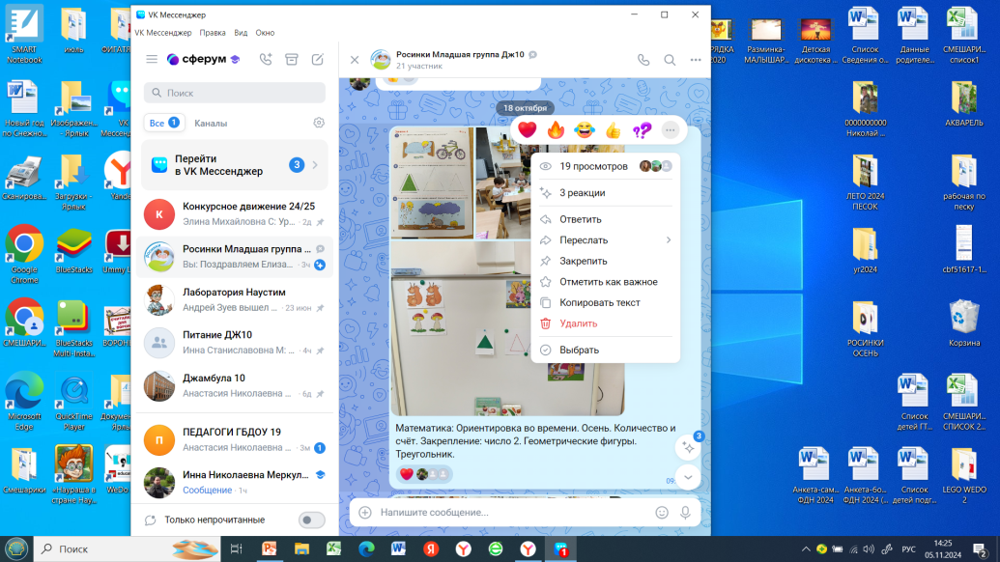 VK Мессенджер
VK Мессенджер Правка Вид Окно
сферум
Поиск
Все 1 Каналы
Перейти
в VK Мессенджер
3
Конкурсное движение 24/25
Элина Михайловна С: Ур... · 2д
Росинки Младшая группа ...
Вы: Поздравляем Елиза... · 3ч
Лаборатория Наустим
Андрей Зуев вышел ... · 23 июн
Питание ДЖ10
Инна Станиславовна М: ... · 4ч
Джамбула 10
Анастасия Николаевна ... · 6д
ПЕДАГОГИ ГБДОУ 19
Анастасия Николаевна ... · 3м 1
Инна Николаевна Меркул...
Сообщение · 1ч
Только непрочитанные
Росинки Младшая группа Дж10
21 участник
18 октября
19 просмотров
3 реакции
Ответить
Переслать
Закрепить
Отметить как важное
Копировать текст
Удалить
Выбрать
Математика: Ориентировка во времени. Осень. Количество и
счёт. Закрепление: число 2. Геометрические фигуры.
Треугольник.
3
Напишите сообщение...
SMART
Notebook
июль
Новый год
по Снежно...
Изображен...
- Ярлык
VK
Мессенд...
Сканирова...
Загрузки -
Ярлык
Google
Chrome
BlueStacks
СМЕШАРИ...
BlueStacks
Multi-Insta...
Microsoft
Edge
QuickTime
Player
Смешарики
«Наураша в
стране Нау...
Разминка-
МАЛЫШАР...
Детская
дискотека ...
Список
Сведения о...
Данные
родителе...
СМЕШАРИ...
список1
0000000000
Николай ...
АКВАРЕЛЬ
ЛЕТО 2024
ПЕСОК
рабочая по
песку
уг2024
cbf51617-1...
РОСИНКИ
ОСЕНЬ
Корзина
Список
детей ГТ...
СМЕШАРИ...
СПИСОК 2...
Анкета-сам...
ФДН 2024
Анкета-бо...
ФДН 2024 (...
Список
детей подг...
LEGO WEDO
2
Поиск
РУС
14:25
05.11.2024
2